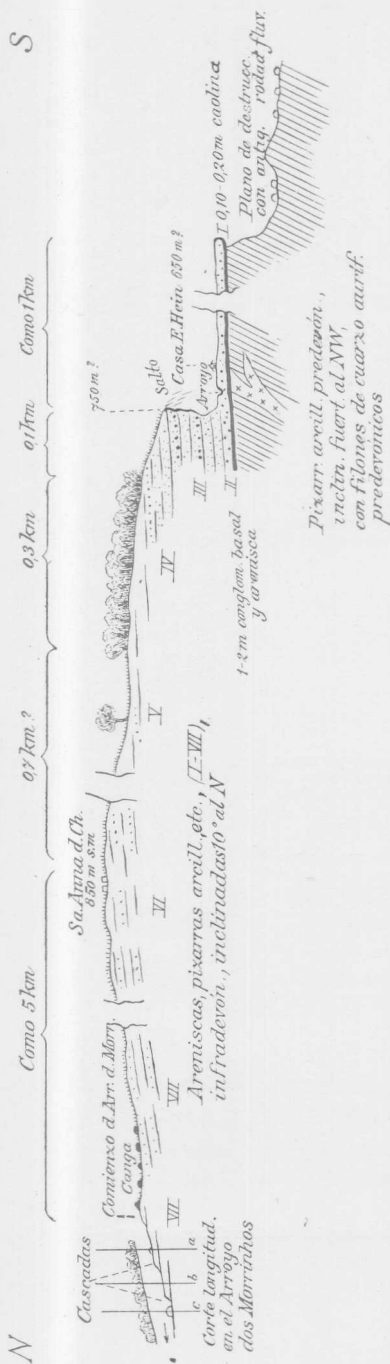 N
S
Como 5 km
0,7 km ?
0,3 km
0,1 km
Como 1 km
Cascadas
Comienzo d. Arr. d. Morr.
Canga
Sa. Anna d. Ch.
850 m s. m.
750 m ?
Salto
Casa E. Hein 650 m ?
Arroyo
I 0,10-0,20 m caolina
Plano de destrucc.
con antig. rodad. fluv.
c
b
a
VII
VII
VI
V
IV
III
II
Corte longitud.
en el Arroyo
dos Morrinhos
Areniscas, pizarras arcill. etc., (I-VII),
infradevón., inclinadas 10° al N
1-2 m conglom. basal
y arenisca
Pizarr. arcill. predevón.,
inclin. fuert. al NW,
con filones de cuarzo aurif.
predevónicos